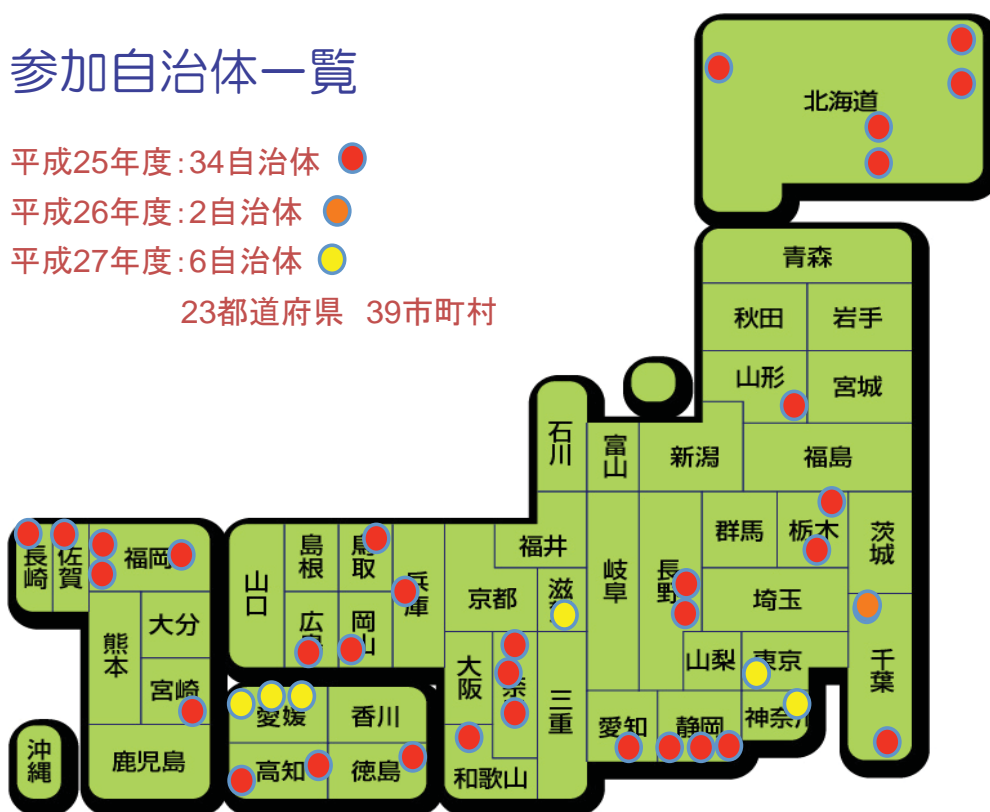 参加自治体一覧
平成25年度:34自治体
平成26年度:2自治体
平成27年度:6自治体
23都道府県 39市町村
北海道
青森
秋田
岩手
山形
宮城
石川
富山
新潟
福島
長崎
佐賀
福岡
山口
島根
鳥取
兵庫
福井
岐阜
長野
群馬
栃木
茨城
京都
滋賀
埼玉
熊本
大分
広島
岡山
大阪
奈良
三重
山梨
東京
千葉
宮崎
愛媛
香川
愛知
静岡
神奈川
沖縄
鹿児島
高知
徳島
和歌山